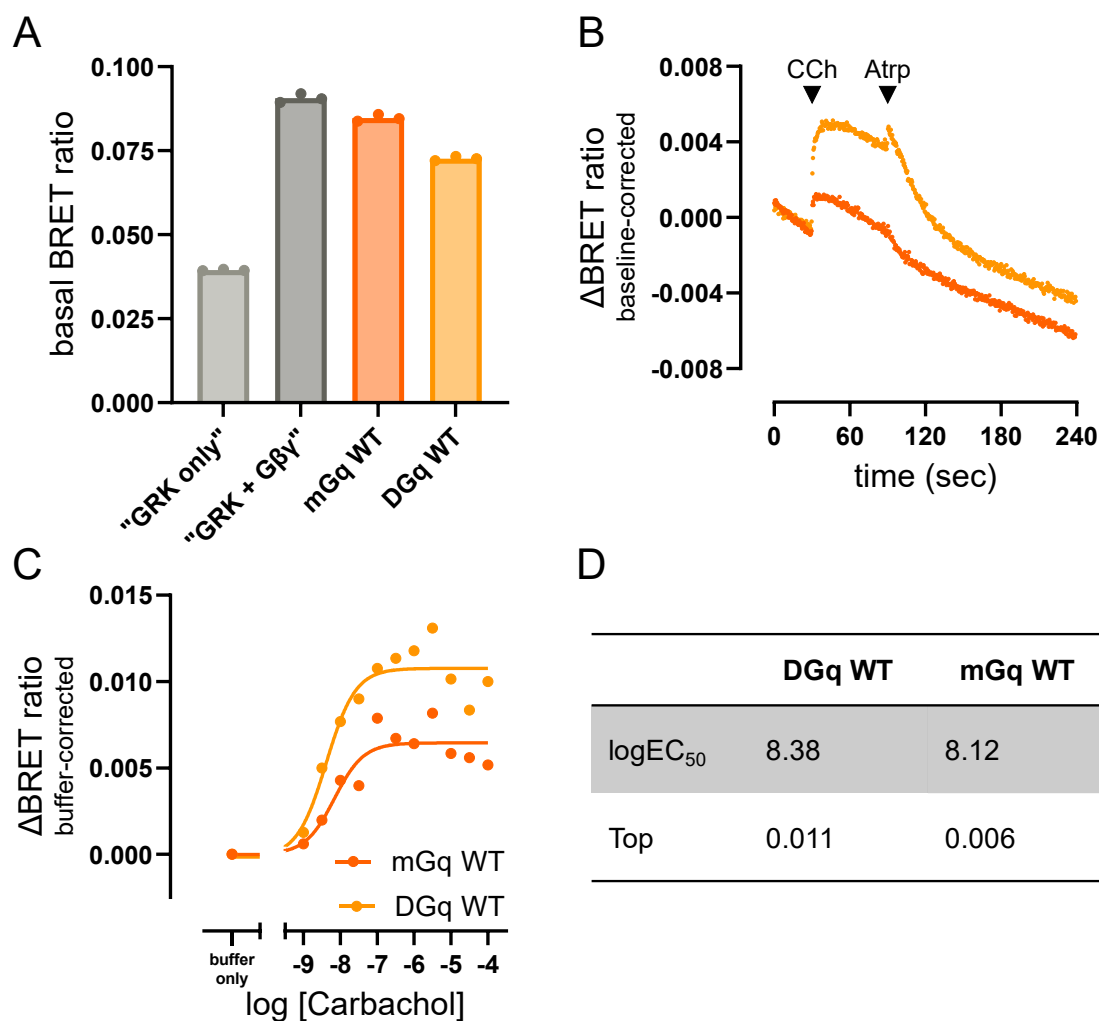 A
basal BRET ratio
0.100
0.075
0.050
0.025
0.000
"GRK only"
"GRK + Gβγ"
mGq WT
DGq WT
B
ΔBRET ratio
baseline-corrected
0.008
0.004
0.000
-0.004
-0.008
CCh
Atrp
0
60
120
180
240
time (sec)
C
ΔBRET ratio
buffer-corrected
0.015
0.010
0.005
0.000
mGq WT
DGq WT
buffer
only
-9
-8
-7
-6
-5
-4
log [Carbachol]
D
DGq WT mGq WT
logEC₅₀ 8.38 8.12
Top 0.011 0.006